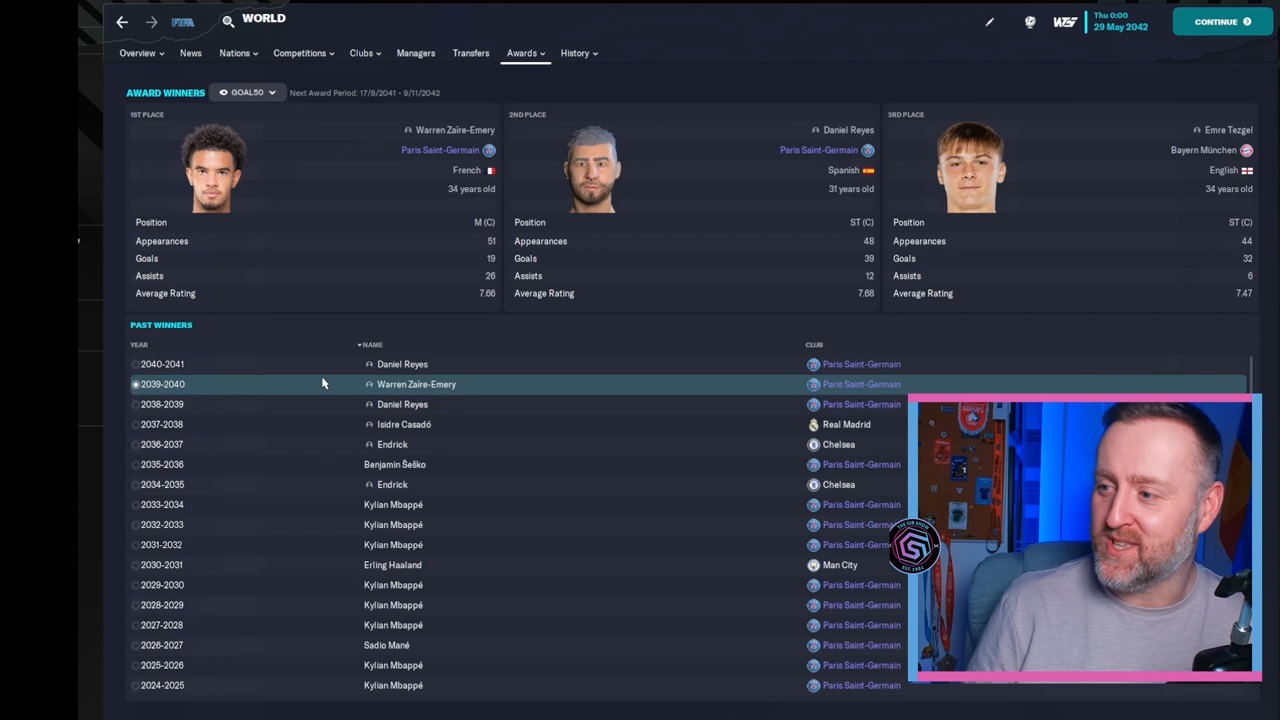 FIFA WORLD Thu 0:00 CONTINUE
29 May 2042
Overview News Nations Competitions Clubs Managers Transfers Awards History
AWARD WINNERS GOAL50 Next Award Period: 17/8/2041 - 9/11/2042
1ST PLACE 2ND PLACE 3RD PLACE
Warren Zaïre-Emery Daniel Reyes Emre Tezgel
Paris Saint-Germain Paris Saint-Germain Bayern München
French Spanish English
34 years old 31 years old 34 years old
Position M (C) Position ST (C) Position ST (C)
Appearances 51 Appearances 48 Appearances 44
Goals 19 Goals 39 Goals 32
Assists 26 Assists 12 Assists 6
Average Rating 7.66 Average Rating 7.68 Average Rating 7.47
PAST WINNERS
YEAR NAME CLUB
2040-2041 Daniel Reyes Paris Saint-Germain
2039-2040 Warren Zaïre-Emery Paris Saint-Germain
2038-2039 Daniel Reyes Paris Saint-Germain
2037-2038 Isidre Casadó Real Madrid
2036-2037 Endrick Chelsea
2035-2036 Benjamin Šeško Paris Saint-Germain
2034-2035 Endrick Chelsea
2033-2034 Kylian Mbappé Paris Saint-Germain
2032-2033 Kylian Mbappé Paris Saint-Germain
2031-2032 Kylian Mbappé Paris Saint-Germ
2030-2031 Erling Haaland Man City
2029-2030 Kylian Mbappé Paris Saint-Germain
2028-2029 Kylian Mbappé Paris Saint-Germain
2027-2028 Kylian Mbappé Paris Saint-Germain
2026-2027 Sadio Mané Paris Saint-Germain
2025-2026 Kylian Mbappé Paris Saint-Germain
2024-2025 Kylian Mbappé Paris Saint-Germain
THE GIB SHOW
EST. 1981